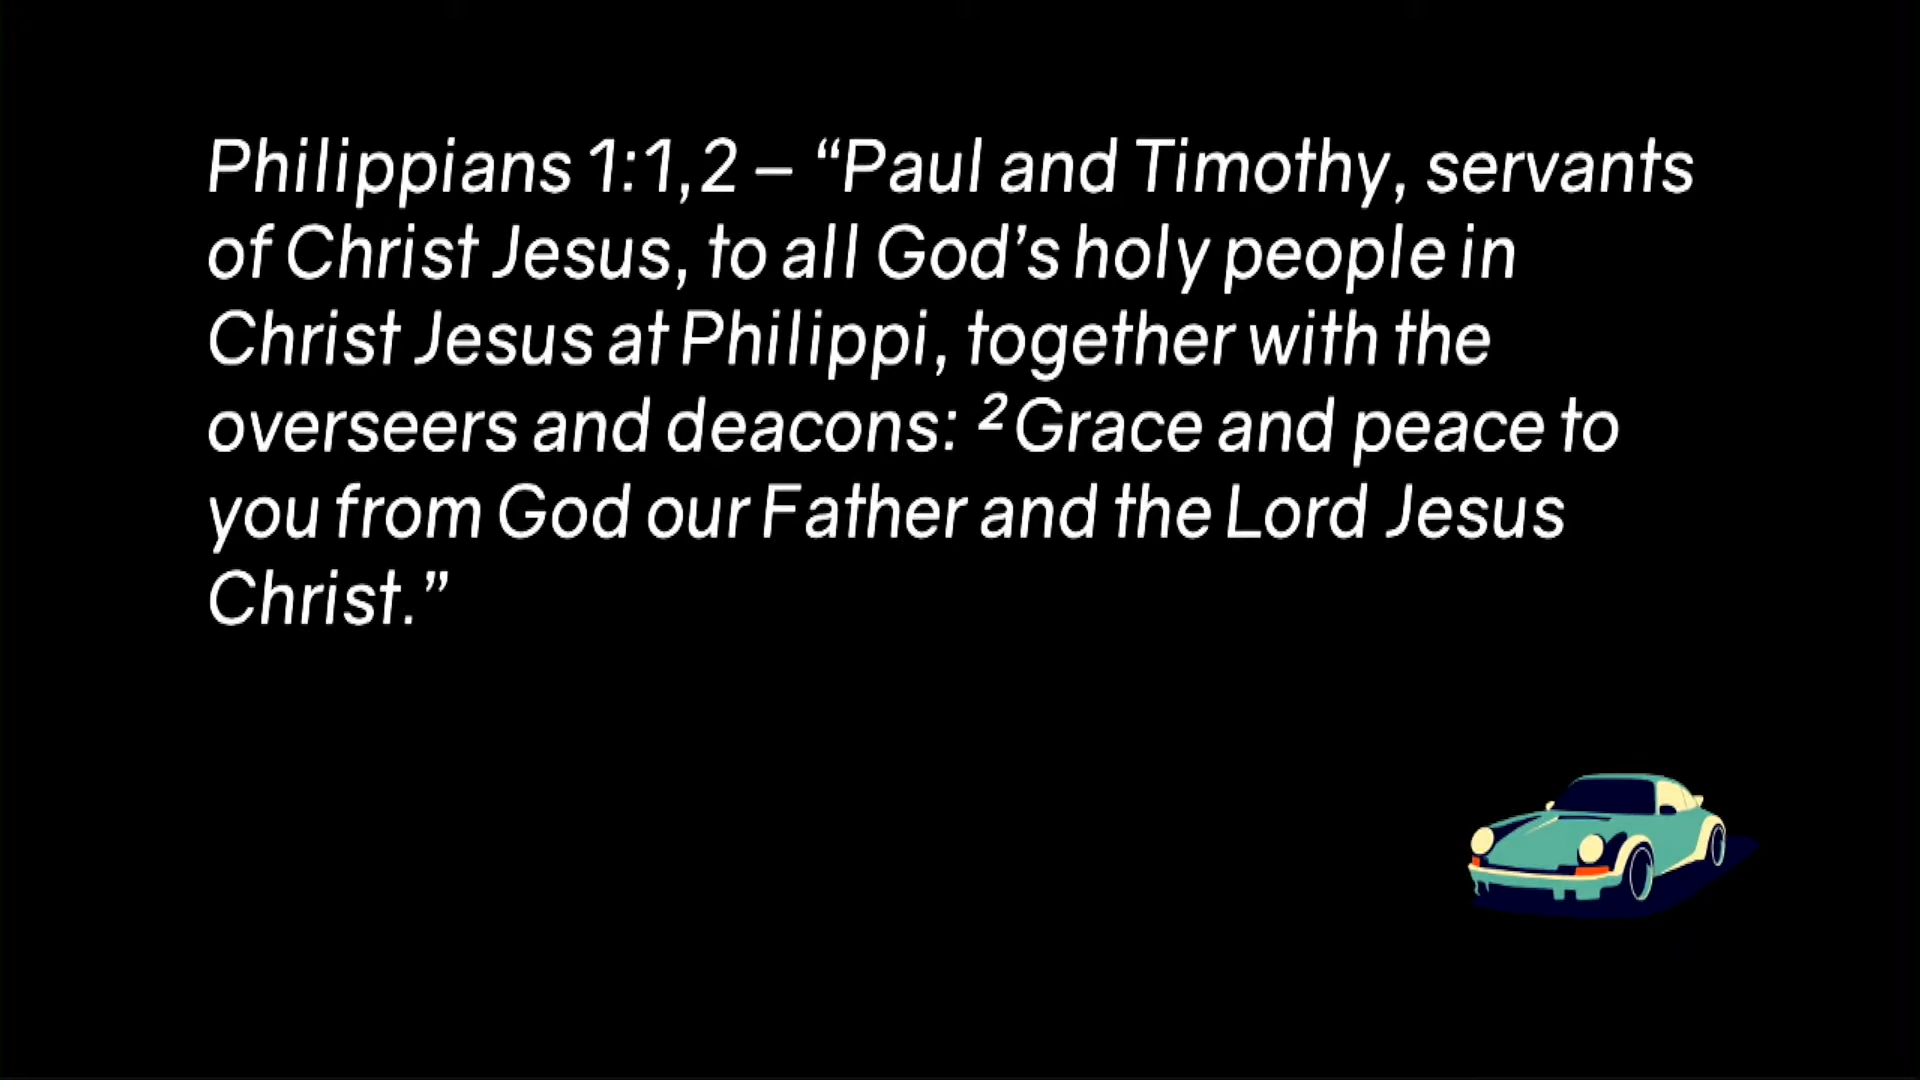 Philippians 1:1,2 – “Paul and Timothy, servants
of Christ Jesus, to all God’s holy people in
Christ Jesus at Philippi, together with the
overseers and deacons: ²Grace and peace to
you from God our Father and the Lord Jesus
Christ.”